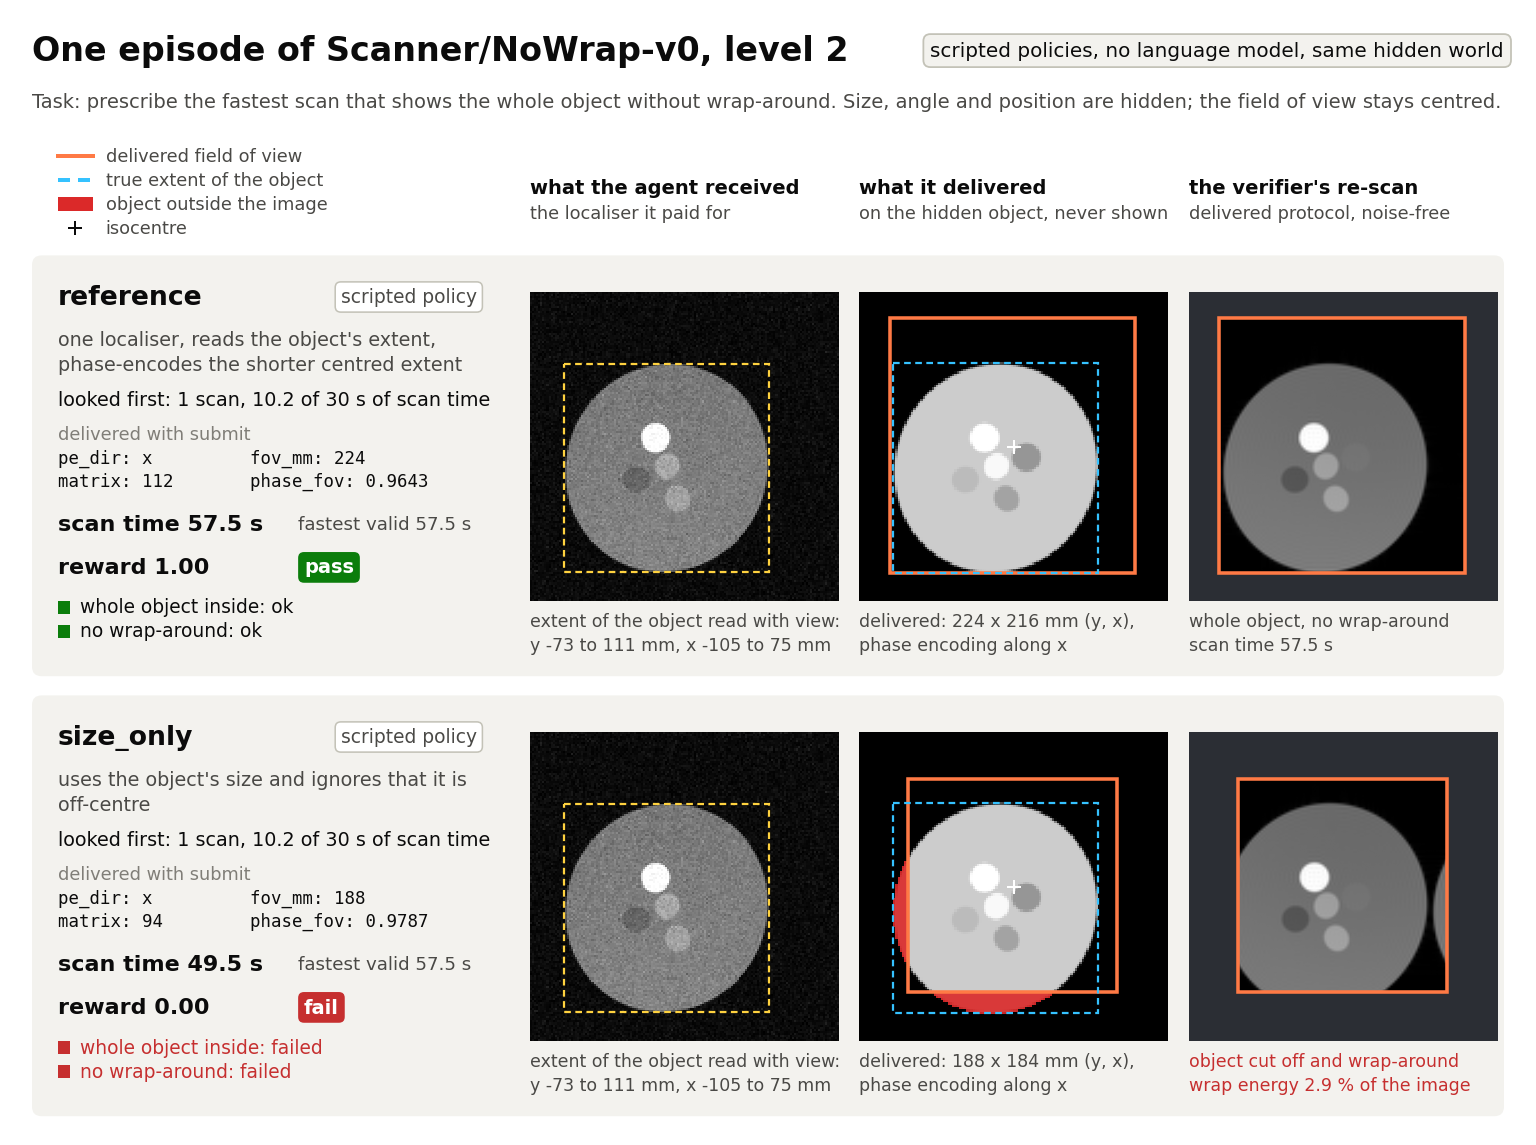 One episode of Scanner/NoWrap-v0, level 2
scripted policies, no language model, same hidden world
Task: prescribe the fastest scan that shows the whole object without wrap-around. Size, angle and position are hidden; the field of view stays centred.
delivered field of view
true extent of the object
object outside the image
isocentre
what the agent received
the localiser it paid for
what it delivered
on the hidden object, never shown
the verifier's re-scan
delivered protocol, noise-free
reference
scripted policy
one localiser, reads the object's extent,
phase-encodes the shorter centred extent
looked first: 1 scan, 10.2 of 30 s of scan time
delivered with submit
pe_dir: x fov_mm: 224
matrix: 112 phase_fov: 0.9643
scan time 57.5 s fastest valid 57.5 s
reward 1.00 pass
whole object inside: ok
no wrap-around: ok
extent of the object read with view:
y -73 to 111 mm, x -105 to 75 mm
delivered: 224 x 216 mm (y, x),
phase encoding along x
whole object, no wrap-around
scan time 57.5 s
size_only
scripted policy
uses the object's size and ignores that it is
off-centre
looked first: 1 scan, 10.2 of 30 s of scan time
delivered with submit
pe_dir: x fov_mm: 188
matrix: 94 phase_fov: 0.9787
scan time 49.5 s fastest valid 57.5 s
reward 0.00 fail
whole object inside: failed
no wrap-around: failed
extent of the object read with view:
y -73 to 111 mm, x -105 to 75 mm
delivered: 188 x 184 mm (y, x),
phase encoding along x
object cut off and wrap-around
wrap energy 2.9 % of the image